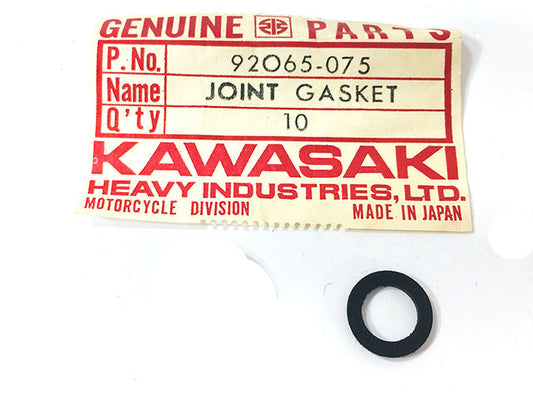 GENUINE PARTS
P. No. 92065-075
Name JOINT GASKET
Q'ty 10
KAWASAKI
HEAVY INDUSTRIES, LTD.
MOTORCYCLE DIVISION MADE IN JAPAN